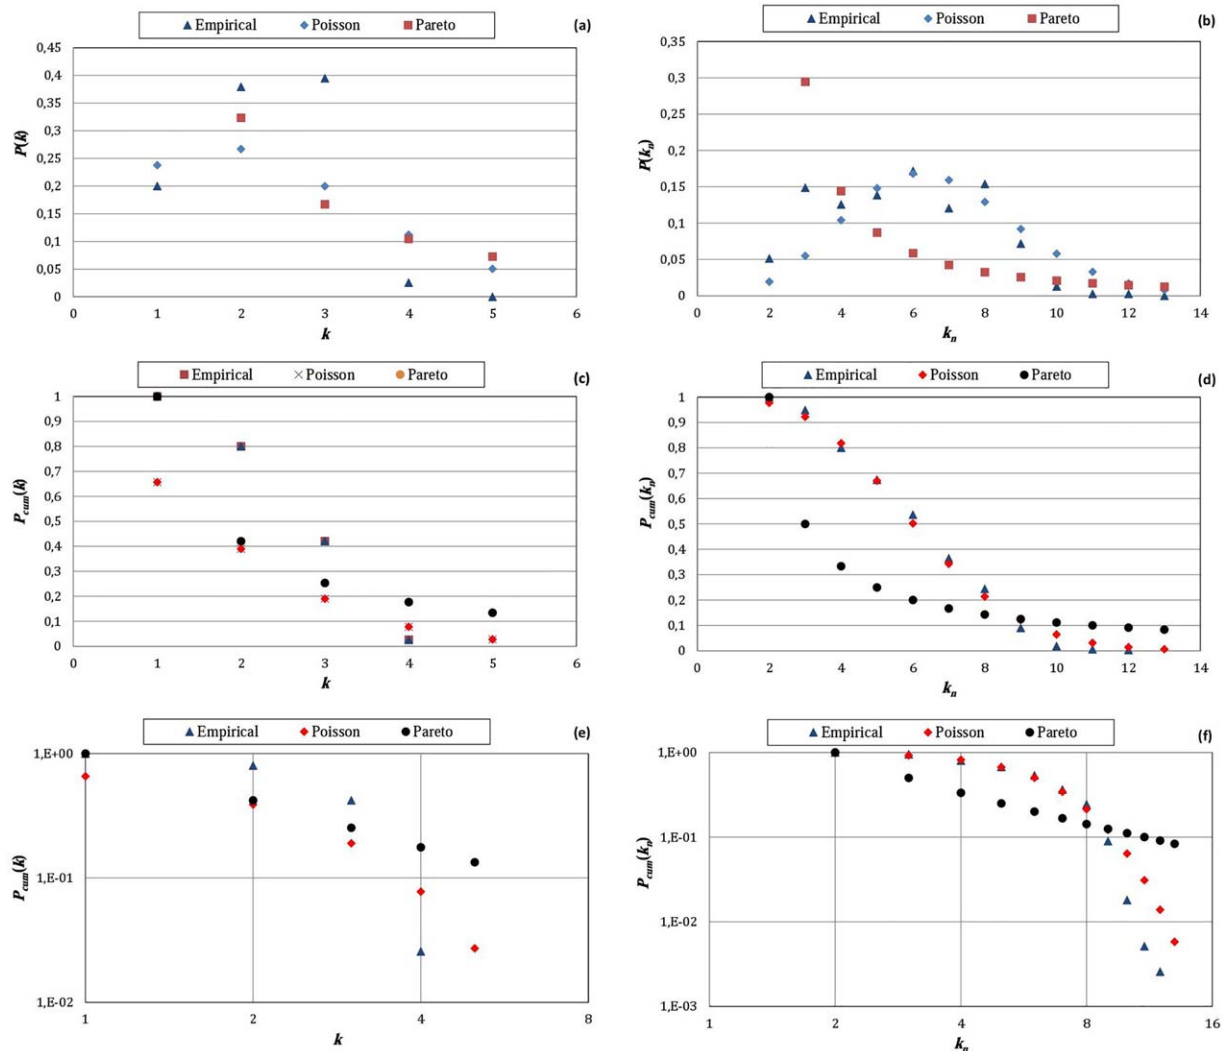 Empirical Poisson Pareto (a)
0,45
0,4
0,35
0,3
0,25
0,2
0,15
0,1
0,05
0
P(k)
0 1 2 3 4 5 6
k
Empirical Poisson Pareto (b)
0,35
0,3
0,25
0,2
0,15
0,1
0,05
0
P(kn)
0 2 4 6 8 10 12 14
kn
Empirical Poisson Pareto (c)
1
0,9
0,8
0,7
0,6
0,5
0,4
0,3
0,2
0,1
0
Pcum(k)
0 1 2 3 4 5 6
k
Empirical Poisson Pareto (d)
1
0,9
0,8
0,7
0,6
0,5
0,4
0,3
0,2
0,1
0
Pcum(kn)
0 2 4 6 8 10 12 14
kn
Empirical Poisson Pareto (e)
1,E+00
1,E-01
1,E-02
Pcum(k)
1 2 4 8
k
Empirical Poisson Pareto (f)
1,E+00
1,E-01
1,E-02
1,E-03
Pcum(kn)
1 2 4 8 16
kn